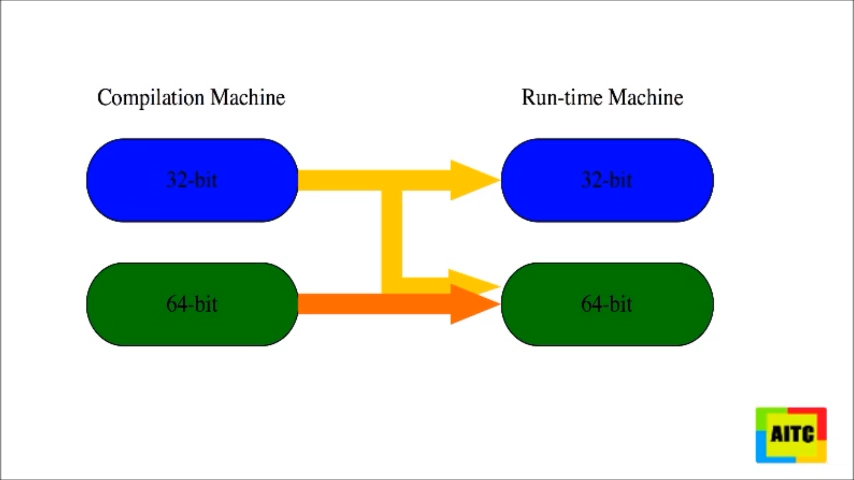 Compilation Machine
Run-time Machine
32-bit
32-bit
64-bit
64-bit
AITC